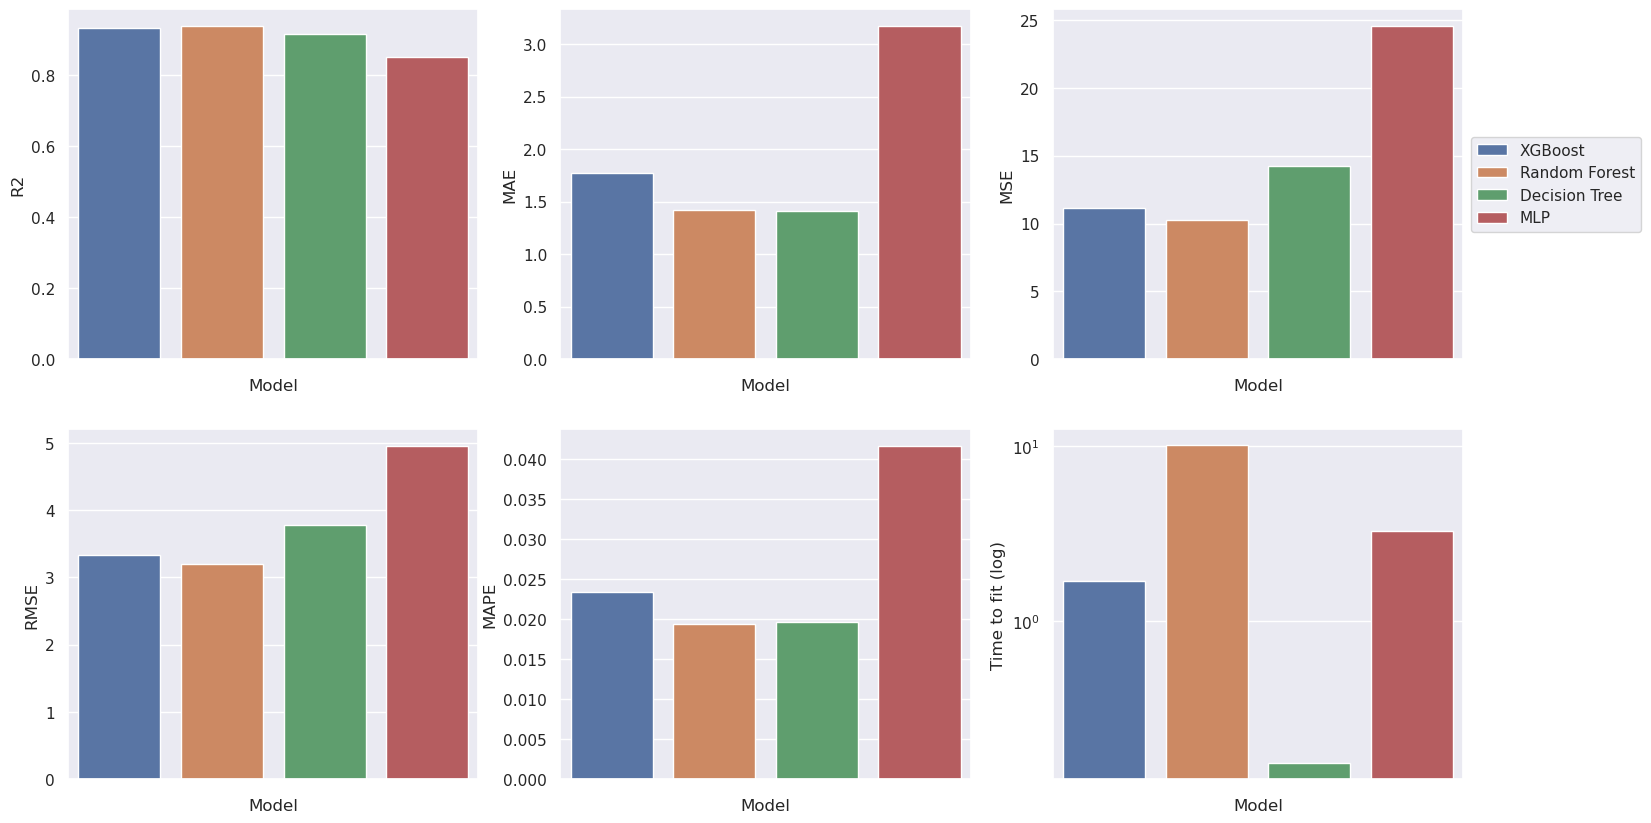 R2
0.8
0.6
0.4
0.2
0.0
Model
MAE
3.0
2.5
2.0
1.5
1.0
0.5
0.0
Model
MSE
25
20
15
10
5
0
Model
XGBoost
Random Forest
Decision Tree
MLP
RMSE
5
4
3
2
1
0
Model
MAPE
0.040
0.035
0.030
0.025
0.020
0.015
0.010
0.005
0.000
Model
Time to fit (log)
10¹
10⁰
Model